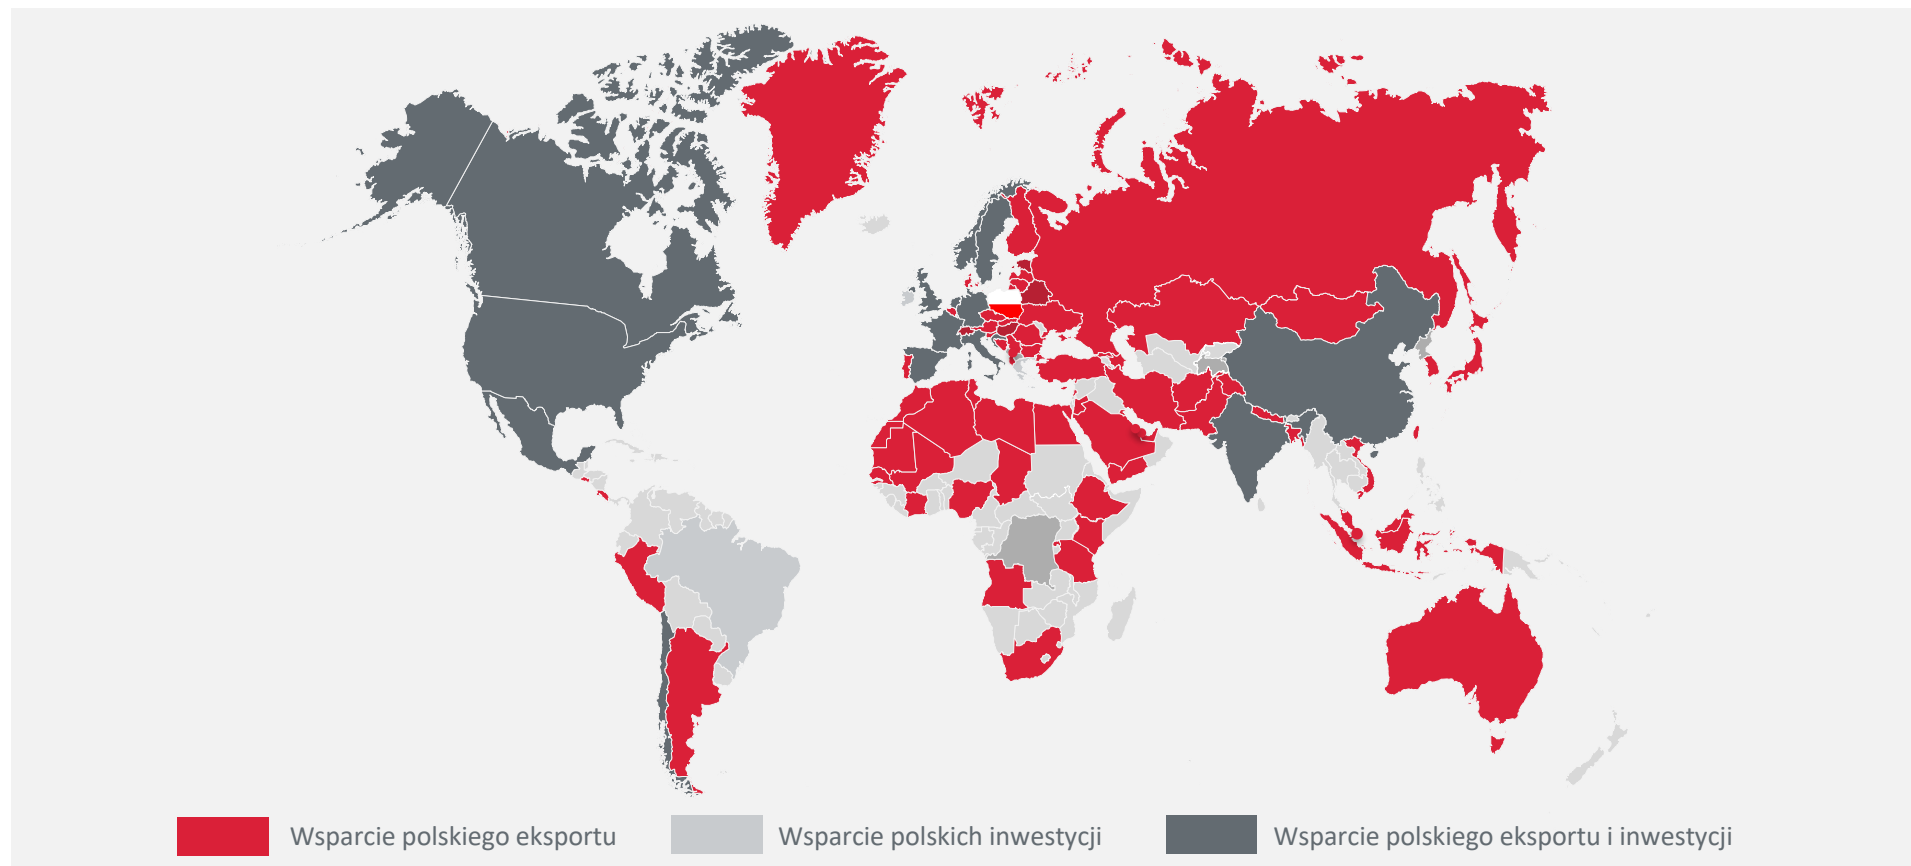 Wsparcie polskiego eksportu
Wsparcie polskich inwestycji
Wsparcie polskiego eksportu i inwestycji